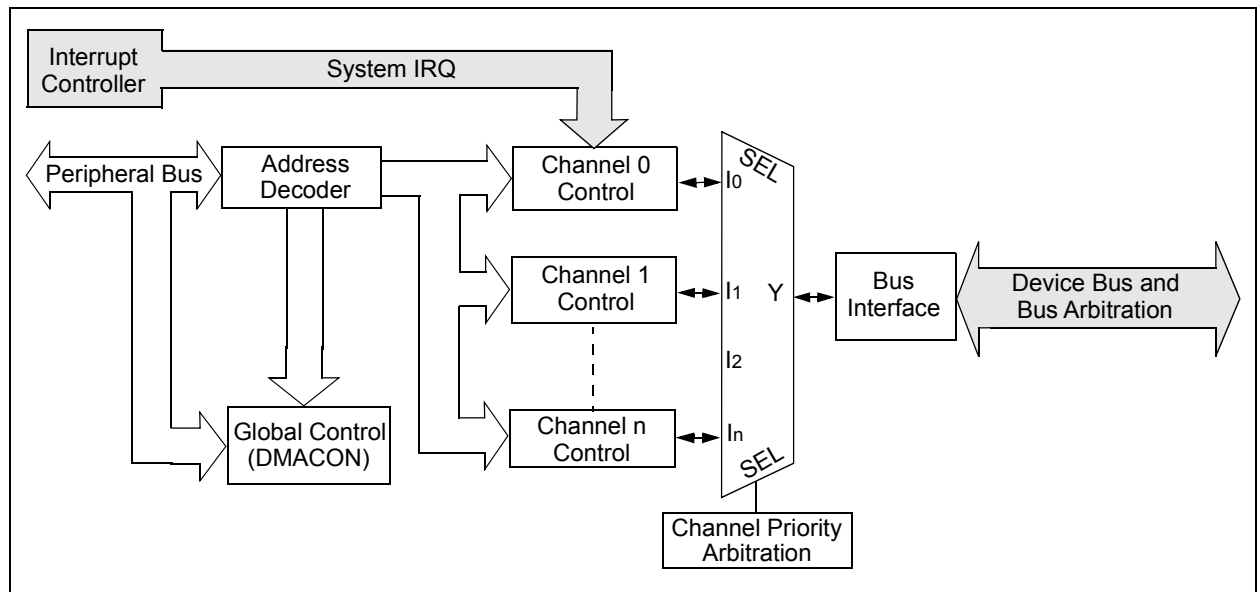 Interrupt
Controller
System IRQ
Peripheral Bus
Address
Decoder
Channel 0
Control
I0
SEL
Channel 1
Control
I1
Y
Bus
Interface
Device Bus and
Bus Arbitration
I2
Global Control
(DMACON)
Channel n
Control
In
SEL
Channel Priority
Arbitration